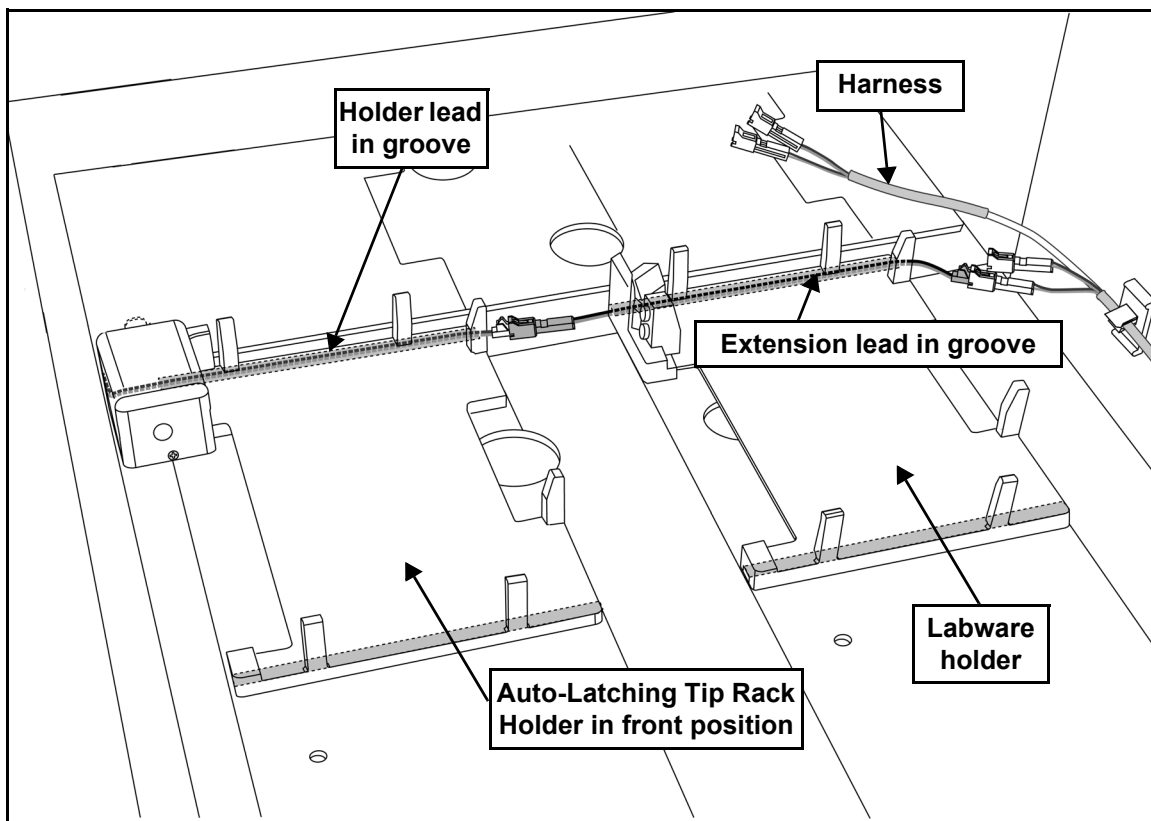 Holder lead
in groove
Harness
Extension lead in groove
Labware
holder
Auto-Latching Tip Rack
Holder in front position